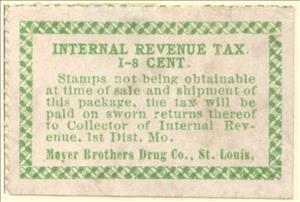 INTERNAL REVENUE TAX.
1-8 CENT.
Stamps not being obtainable
at time of sale and shipment of
this package, the tax will be
paid on sworn returns thereof
to Collector of Internal Rev-
enue, 1st Dist. Mo.
Meyer Brothers Drug Co., St. Louis.